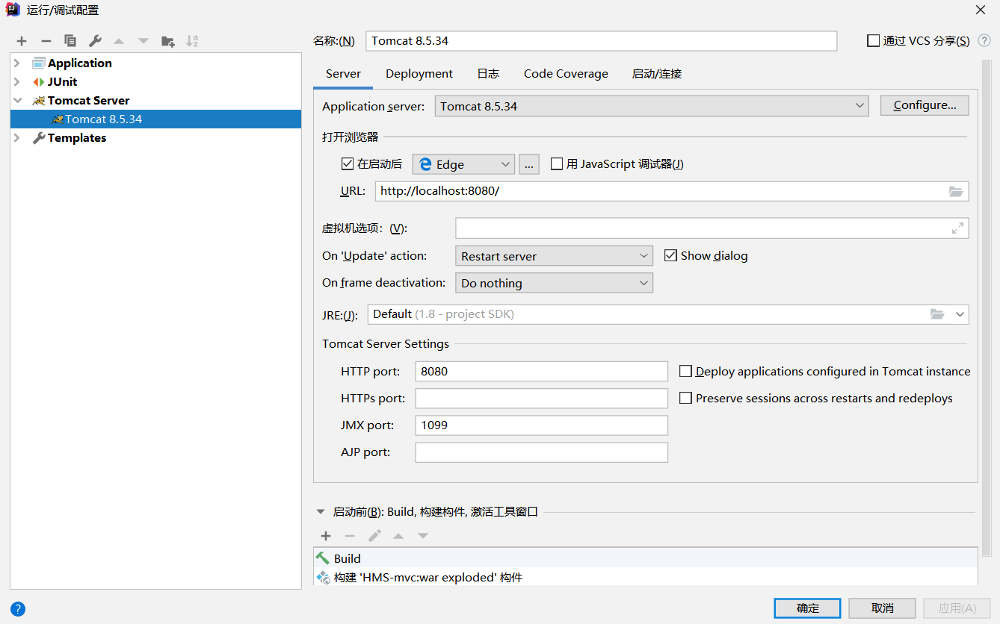 运行/调试配置
名称:(N) Tomcat 8.5.34 通过 VCS 分享(S) ?
Application
JUnit
Tomcat Server
Tomcat 8.5.34
Templates
Server Deployment 日志 Code Coverage 启动/连接
Application server: Tomcat 8.5.34 Configure...
打开浏览器
在启动后 Edge ... 用 JavaScript 调试器(J)
URL: http://localhost:8080/
虚拟机选项: (V):
On 'Update' action: Restart server Show dialog
On frame deactivation: Do nothing
JRE:(J): Default (1.8 - project SDK)
Tomcat Server Settings
HTTP port: 8080 Deploy applications configured in Tomcat instance
HTTPs port: Preserve sessions across restarts and redeploys
JMX port: 1099
AJP port:
启动前(B): Build, 构建构件, 激活工具窗口
Build
构建 'HMS-mvc:war exploded' 构件
? 确定 取消 应用(A)